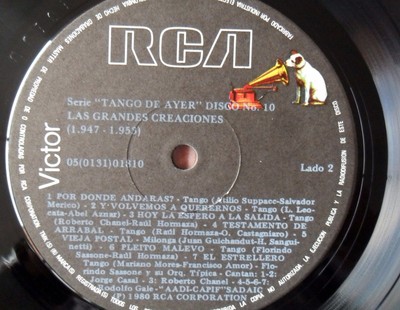 RCA
Victor
Serie "TANGO DE AYER" DISCO No. 10
LAS GRANDES CREACIONES
(1.947 - 1.955)
05(0131)01810
Lado 2
1 POR DONDE ANDARAS? - Tango (Atilio Supparo-Salvador
Merico) - 2 Y VOLVEMOS A QUERERNOS - Tango (L. Leo-
cata-Abel Aznar) - 3 HOY LA ESPERO A LA SALIDA - Tango
(Roberto Chanel-Raúl Hormaza) - 4 TESTAMENTO DE
ARRABAL - Tango (Raúl Hormaza-O. Castagniaro) - 5
VIEJA POSTAL - Milonga (Juan Guichandut-H. Sangui-
netti) - 6 PLEITO MALEVO - Tango (Florindo
Sassone-Raúl Hormaza) - 7 EL ESTRELLERO
Tango (Mariano Mores-Francisco Amor) - Flo-
rindo Sassone y su Orq. Típica - Cantan: 1-2:
Jorge Casal - 3: Roberto Chanel - 4-5-6-7:
Rodolfo Galé - "AADI-CAPIF"SADAIC
(P) 1980 RCA CORPORATION